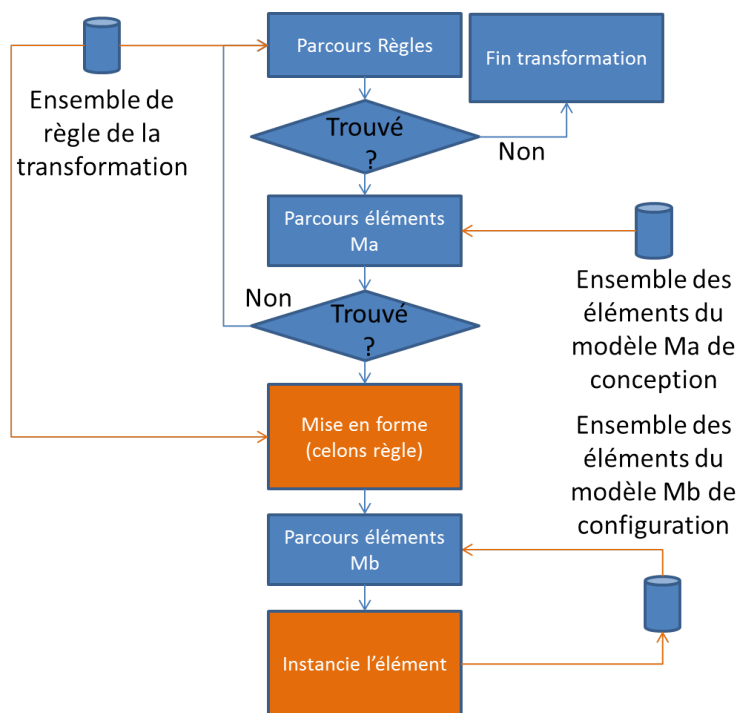 Parcours Règles
Fin transformation
Ensemble de
règle de la
transformation
Trouvé
?
Non
Parcours éléments
Ma
Ensemble des
éléments du
modèle Ma de
conception
Non
Trouvé
?
Mise en forme
(celons règle)
Ensemble des
éléments du
modèle Mb de
configuration
Parcours éléments
Mb
Instancie l'élément